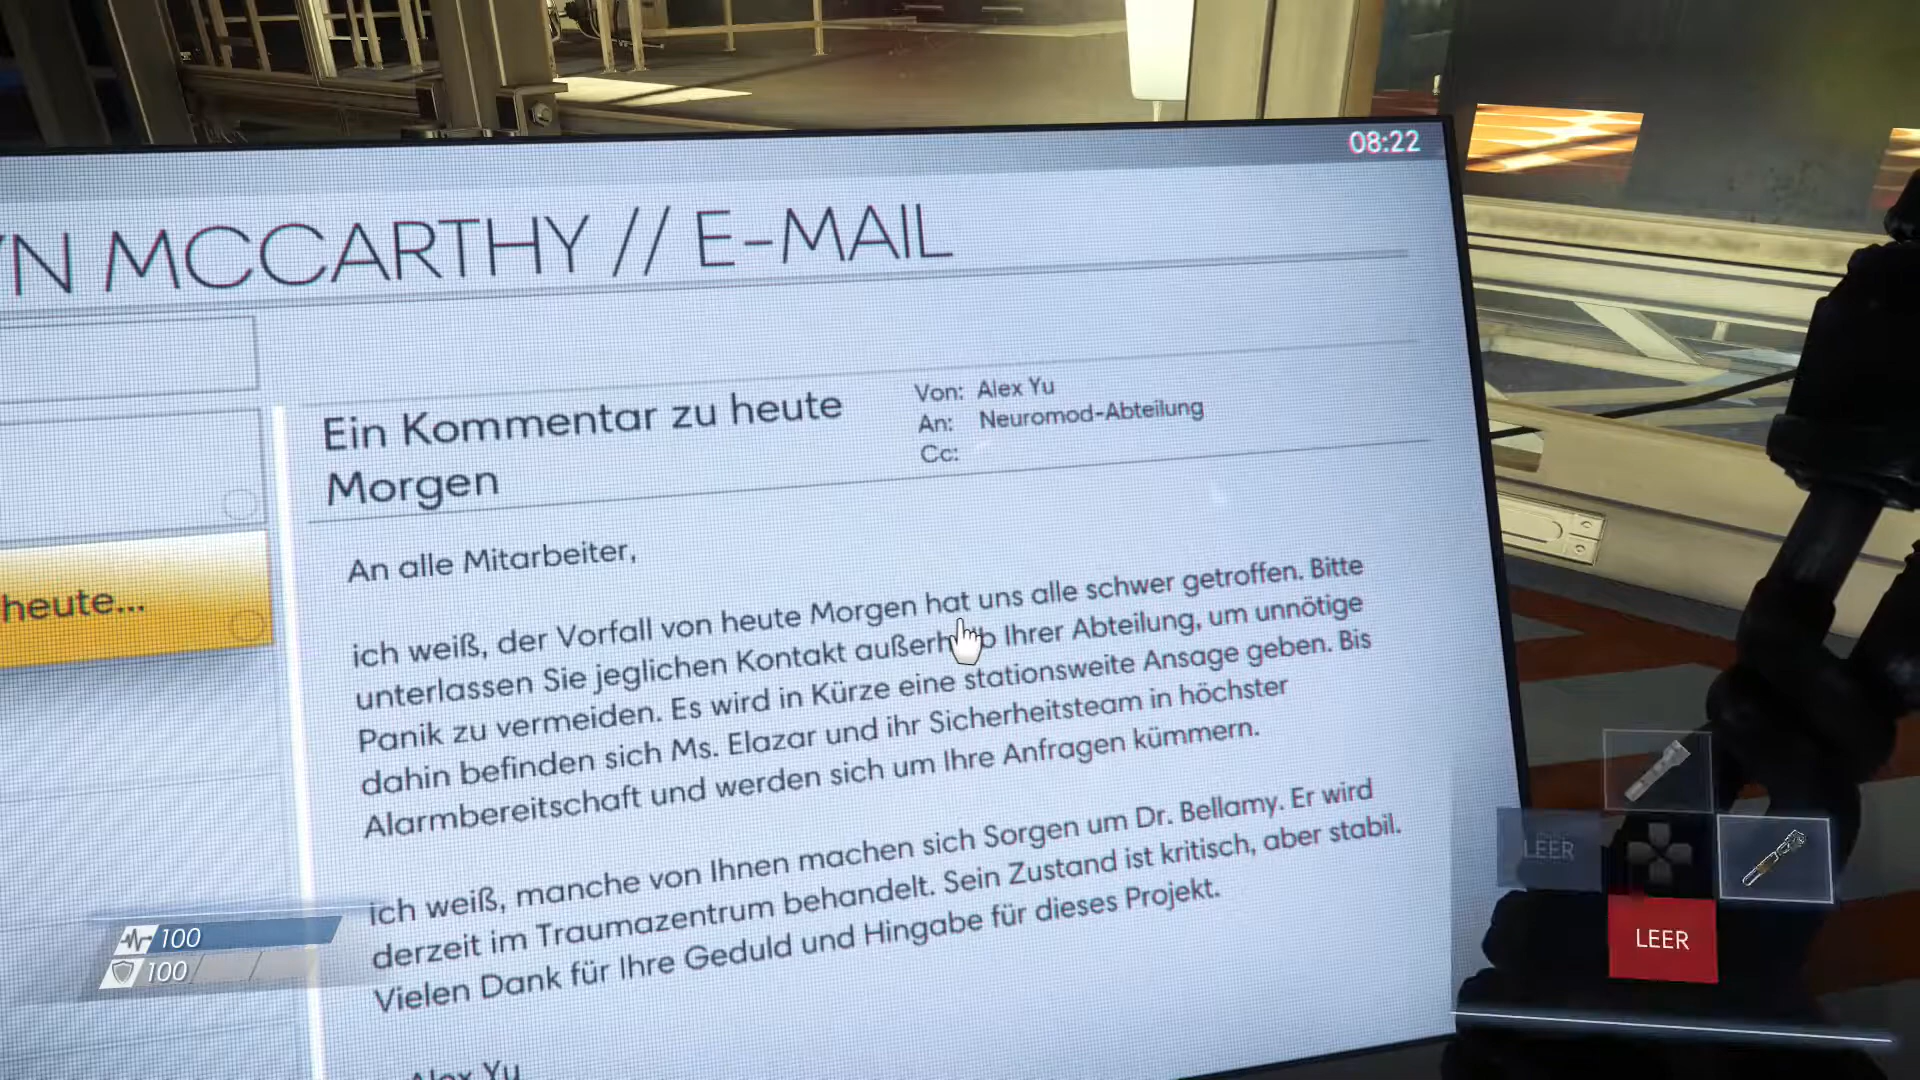 08:22
N MCCARTHY // E-MAIL
Ein Kommentar zu heute
Morgen
Von: Alex Yu
An: Neuromod-Abteilung
Cc:
heute...
An alle Mitarbeiter,
ich weiß, der Vorfall von heute Morgen hat uns alle schwer getroffen. Bitte
unterlassen Sie jeglichen Kontakt außerhalb Ihrer Abteilung, um unnötige
Panik zu vermeiden. Es wird in Kürze eine stationsweite Ansage geben. Bis
dahin befinden sich Ms. Elazar und ihr Sicherheitsteam in höchster
Alarmbereitschaft und werden sich um Ihre Anfragen kümmern.
ich weiß, manche von Ihnen machen sich Sorgen um Dr. Bellamy. Er wird
derzeit im Traumazentrum behandelt. Sein Zustand ist kritisch, aber stabil.
Vielen Dank für Ihre Geduld und Hingabe für dieses Projekt.
Alex Yu
100
100
LEER
LEER